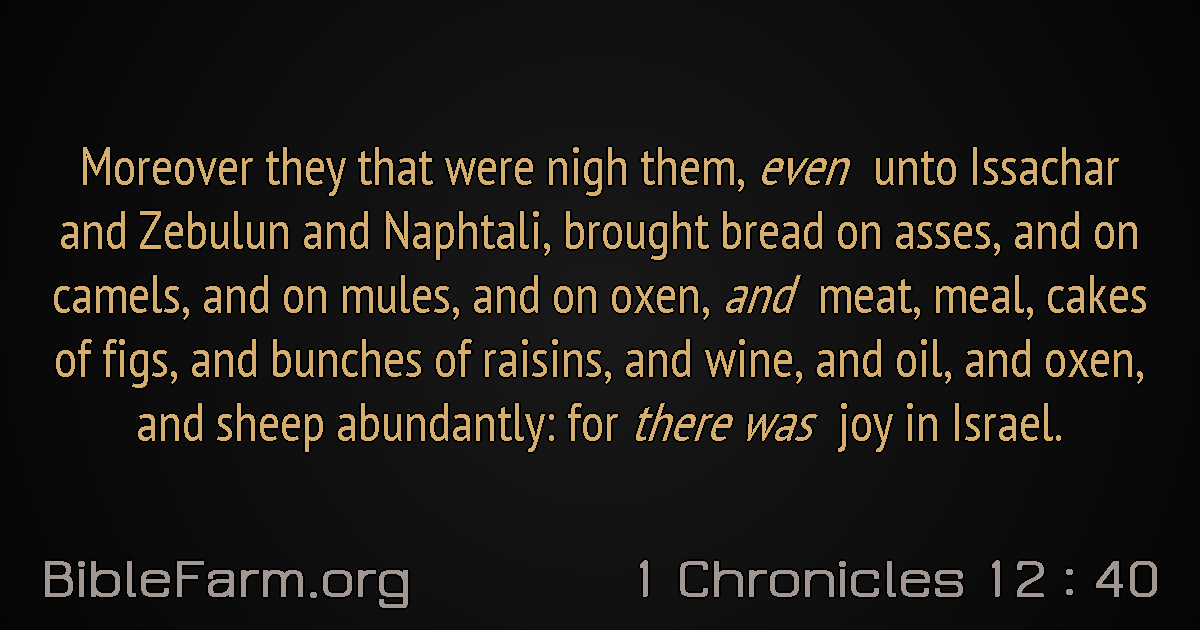 Moreover they that were nigh them, even unto Issachar
and Zebulun and Naphtali, brought bread on asses, and on
camels, and on mules, and on oxen, and meat, meal, cakes
of figs, and bunches of raisins, and wine, and oil, and oxen,
and sheep abundantly: for there was joy in Israel.
BibleFarm.org
1 Chronicles 12 : 40